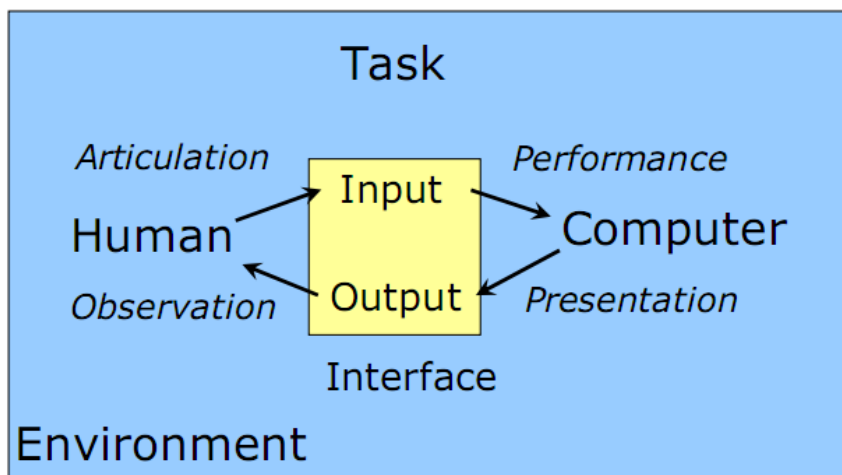 Task
Articulation
Performance
Input
Human
Computer
Observation
Output
Presentation
Interface
Environment